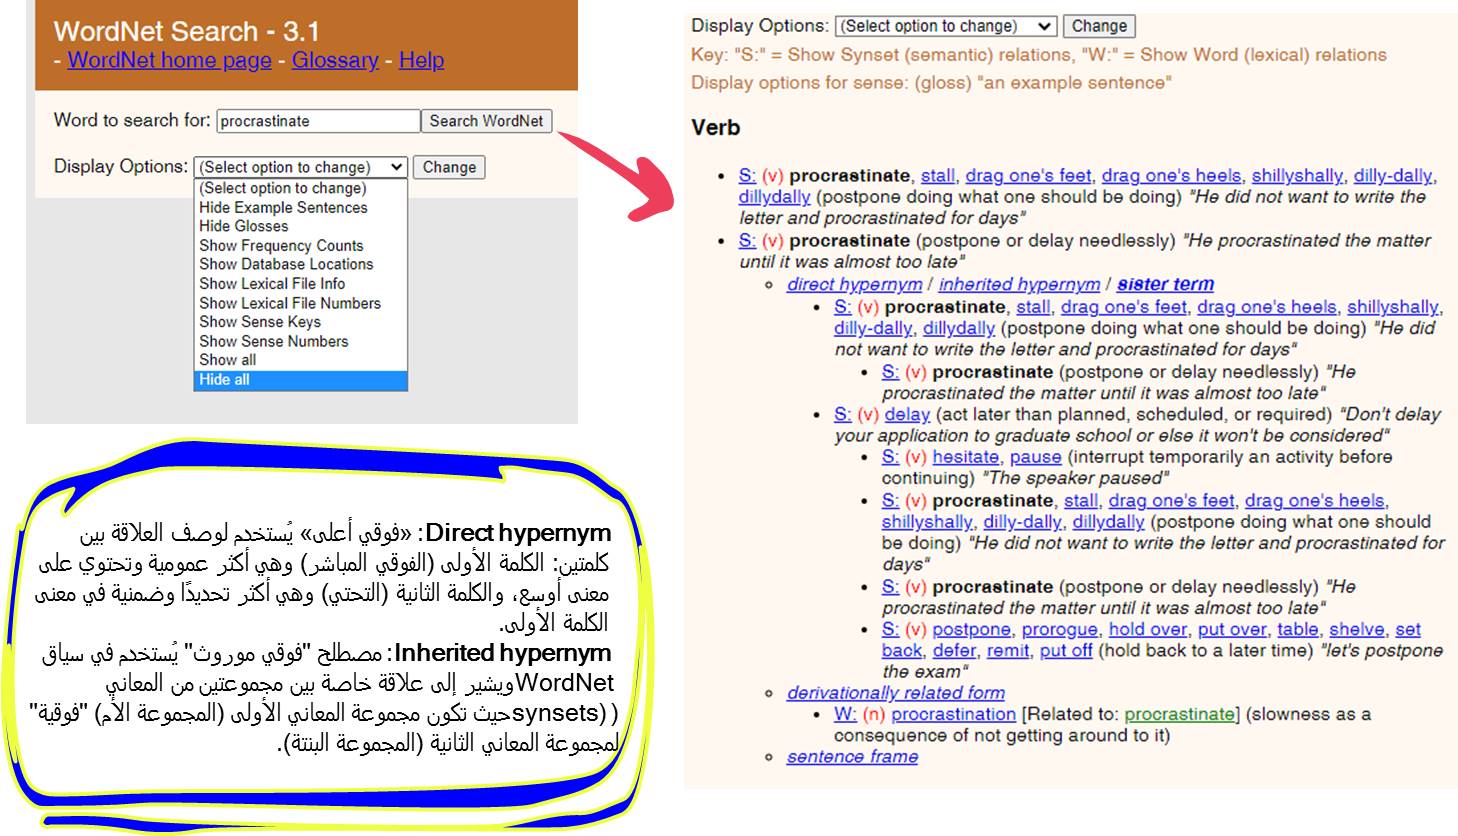 WordNet Search - 3.1
- WordNet home page - Glossary - Help
Word to search for: procrastinate Search WordNet
Display Options: (Select option to change) Change
(Select option to change)
Hide Example Sentences
Hide Glosses
Show Frequency Counts
Show Database Locations
Show Lexical File Info
Show Lexical File Numbers
Show Sense Keys
Show Sense Numbers
Show all
Hide all
Display Options: (Select option to change) Change
Key: "S:" = Show Synset (semantic) relations, "W:" = Show Word (lexical) relations
Display options for sense: (gloss) "an example sentence"
Verb
• S: (v) procrastinate, stall, drag one's feet, drag one's heels, shillyshally, dilly-dally,
dillydally (postpone doing what one should be doing) "He did not want to write the
letter and procrastinated for days"
• S: (v) procrastinate (postpone or delay needlessly) "He procrastinated the matter
until it was almost too late"
◦ direct hypernym / inherited hypernym / sister term
• S: (v) procrastinate, stall, drag one's feet, drag one's heels, shillyshally,
dilly-dally, dillydally (postpone doing what one should be doing) "He did
not want to write the letter and procrastinated for days"
• S: (v) procrastinate (postpone or delay needlessly) "He
procrastinated the matter until it was almost too late"
• S: (v) delay (act later than planned, scheduled, or required) "Don't delay
your application to graduate school or else it won't be considered"
• S: (v) hesitate, pause (interrupt temporarily an activity before
continuing) "The speaker paused"
• S: (v) procrastinate, stall, drag one's feet, drag one's heels,
shillyshally, dilly-dally, dillydally (postpone doing what one should
be doing) "He did not want to write the letter and procrastinated for
days"
• S: (v) procrastinate (postpone or delay needlessly) "He
procrastinated the matter until it was almost too late"
• S: (v) postpone, prorogue, hold over, put over, table, shelve, set
back, defer, remit, put off (hold back to a later time) "let's postpone
the exam"
◦ derivationally related form
• W: (n) procrastination [Related to: procrastinate] (slowness as a
consequence of not getting around to it)
◦ sentence frame
Direct hypernym: «فوقي أعلى» يُستخدم لوصف العلاقة بين
كلمتين: الكلمة الأولى (الفوقي المباشر) وهي أكثر عمومية وتحتوي على
معنى أوسع، والكلمة الثانية (التحتي) وهي أكثر تحديدًا وضمنية في معنى
الكلمة الأولى.
Inherited hypernym: مصطلح "فوقي موروث" يُستخدم في سياق
WordNetويشير إلى علاقة خاصة بين مجموعتين من المعاني
( (synsetsحيث تكون مجموعة المعاني الأولى (المجموعة الأم) "فوقية"
لمجموعة المعاني الثانية (المجموعة البنتة).